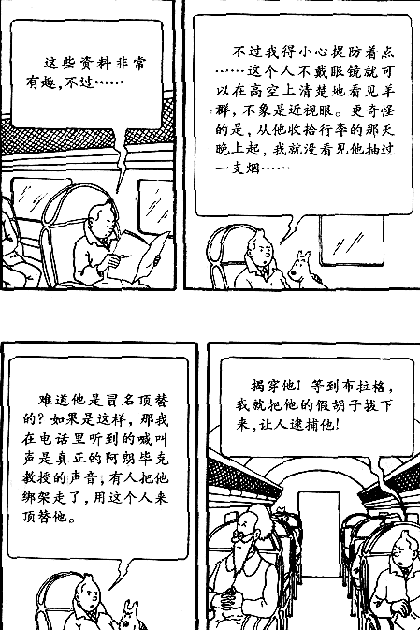 这些资料非常
有趣,不过……
不过我得小心提防着点
……这个人不戴眼镜就可
以在高空上清楚地看见羊
群,不象是近视眼。更奇怪
的是,从他收拾行李的那天
晚上起,我就没看见他抽过
一支烟……
难道他是冒名顶替
的?如果是这样,那我
在电话里听到的喊叫
声是真正的阿朗毕克
教授的声音,有人把他
绑架走了,用这个人来
顶替他。
揭穿他!等到布拉格,
我就把他的假胡子拔下
来,让人逮捕他!